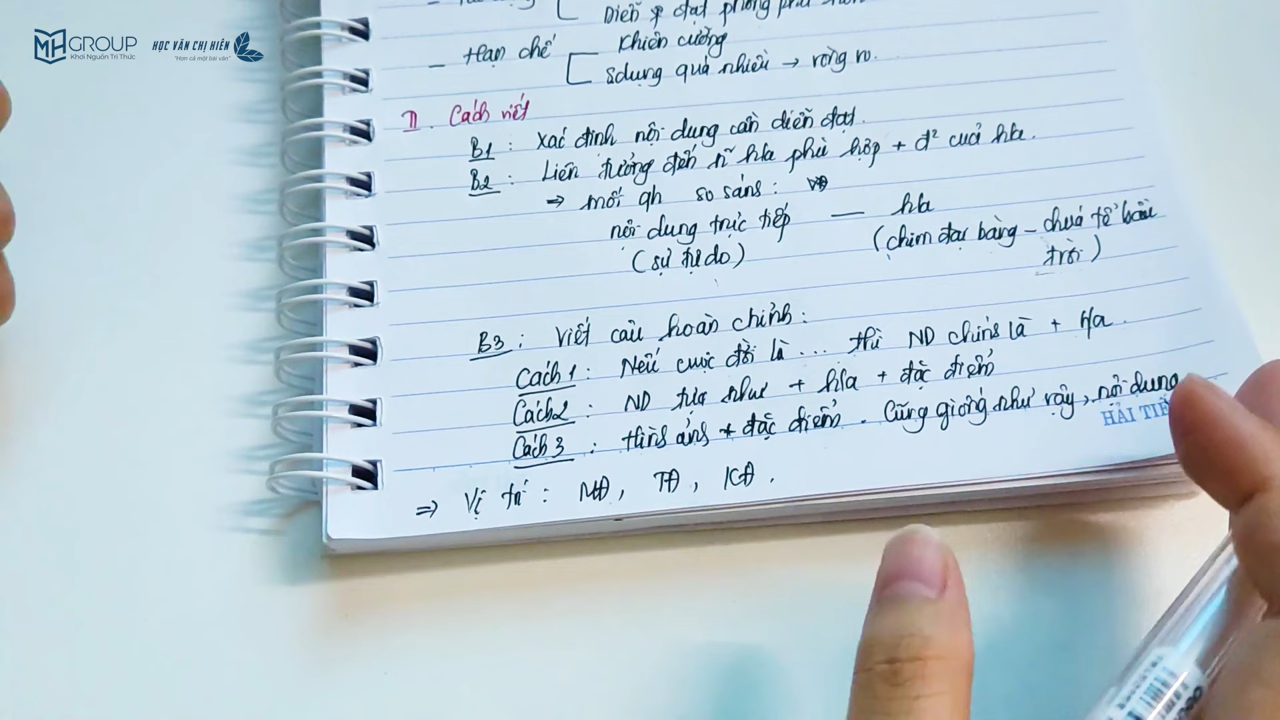 MH GROUP
Khơi Nguồn Tri Thức
HỌC VĂN CHỊ HIÊN
"Hơn cả một bài văn"
Diễn đạt phong phú
- Hạn chế
Khiên cưỡng
Sdụng quá nhiều → rông
II. Cách viết
B1: Xác định nội dung cần diễn đạt.
B2: Liên tưởng đến h/a phù hợp + đ² của h/a.
⇒ mối qh so sánh:
nội dung trực tiếp — h/a
(sự tự do) (chim đại bàng - chúa tể bầu
trời)
B3: Viết câu hoàn chỉnh:
Cách 1: Nếu cuộc đời là ... thì ND chính là + H/a.
Cách 2: ND tựa như + h/a + đặc điểm
Cách 3: Hình ảnh + đặc điểm. Cũng giống như vậy, nội dung
HẢI TIẾ
⇒ Vị trí: MĐ, TĐ, KĐ.